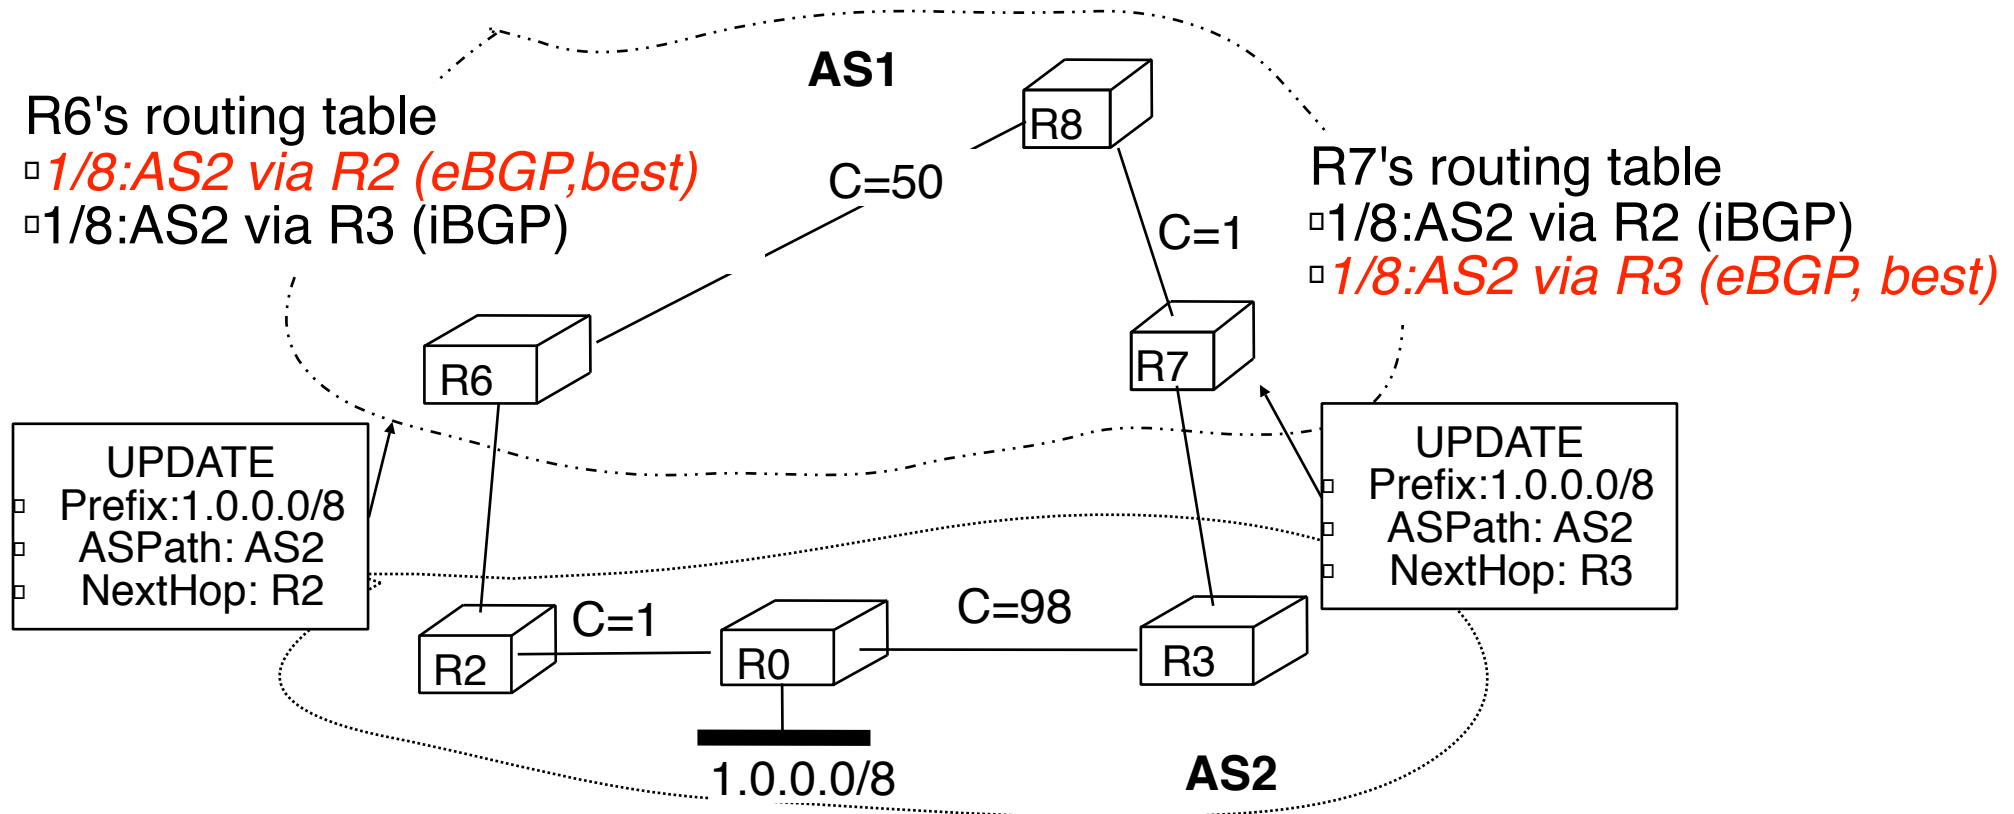 AS1
R6's routing table
1/8:AS2 via R2 (eBGP,best)
1/8:AS2 via R3 (iBGP)
R8
C=50
C=1
R7's routing table
1/8:AS2 via R2 (iBGP)
1/8:AS2 via R3 (eBGP, best)
R6
R7
UPDATE
Prefix:1.0.0.0/8
ASPath: AS2
NextHop: R2
UPDATE
Prefix:1.0.0.0/8
ASPath: AS2
NextHop: R3
R2
C=1
R0
C=98
R3
1.0.0.0/8
AS2